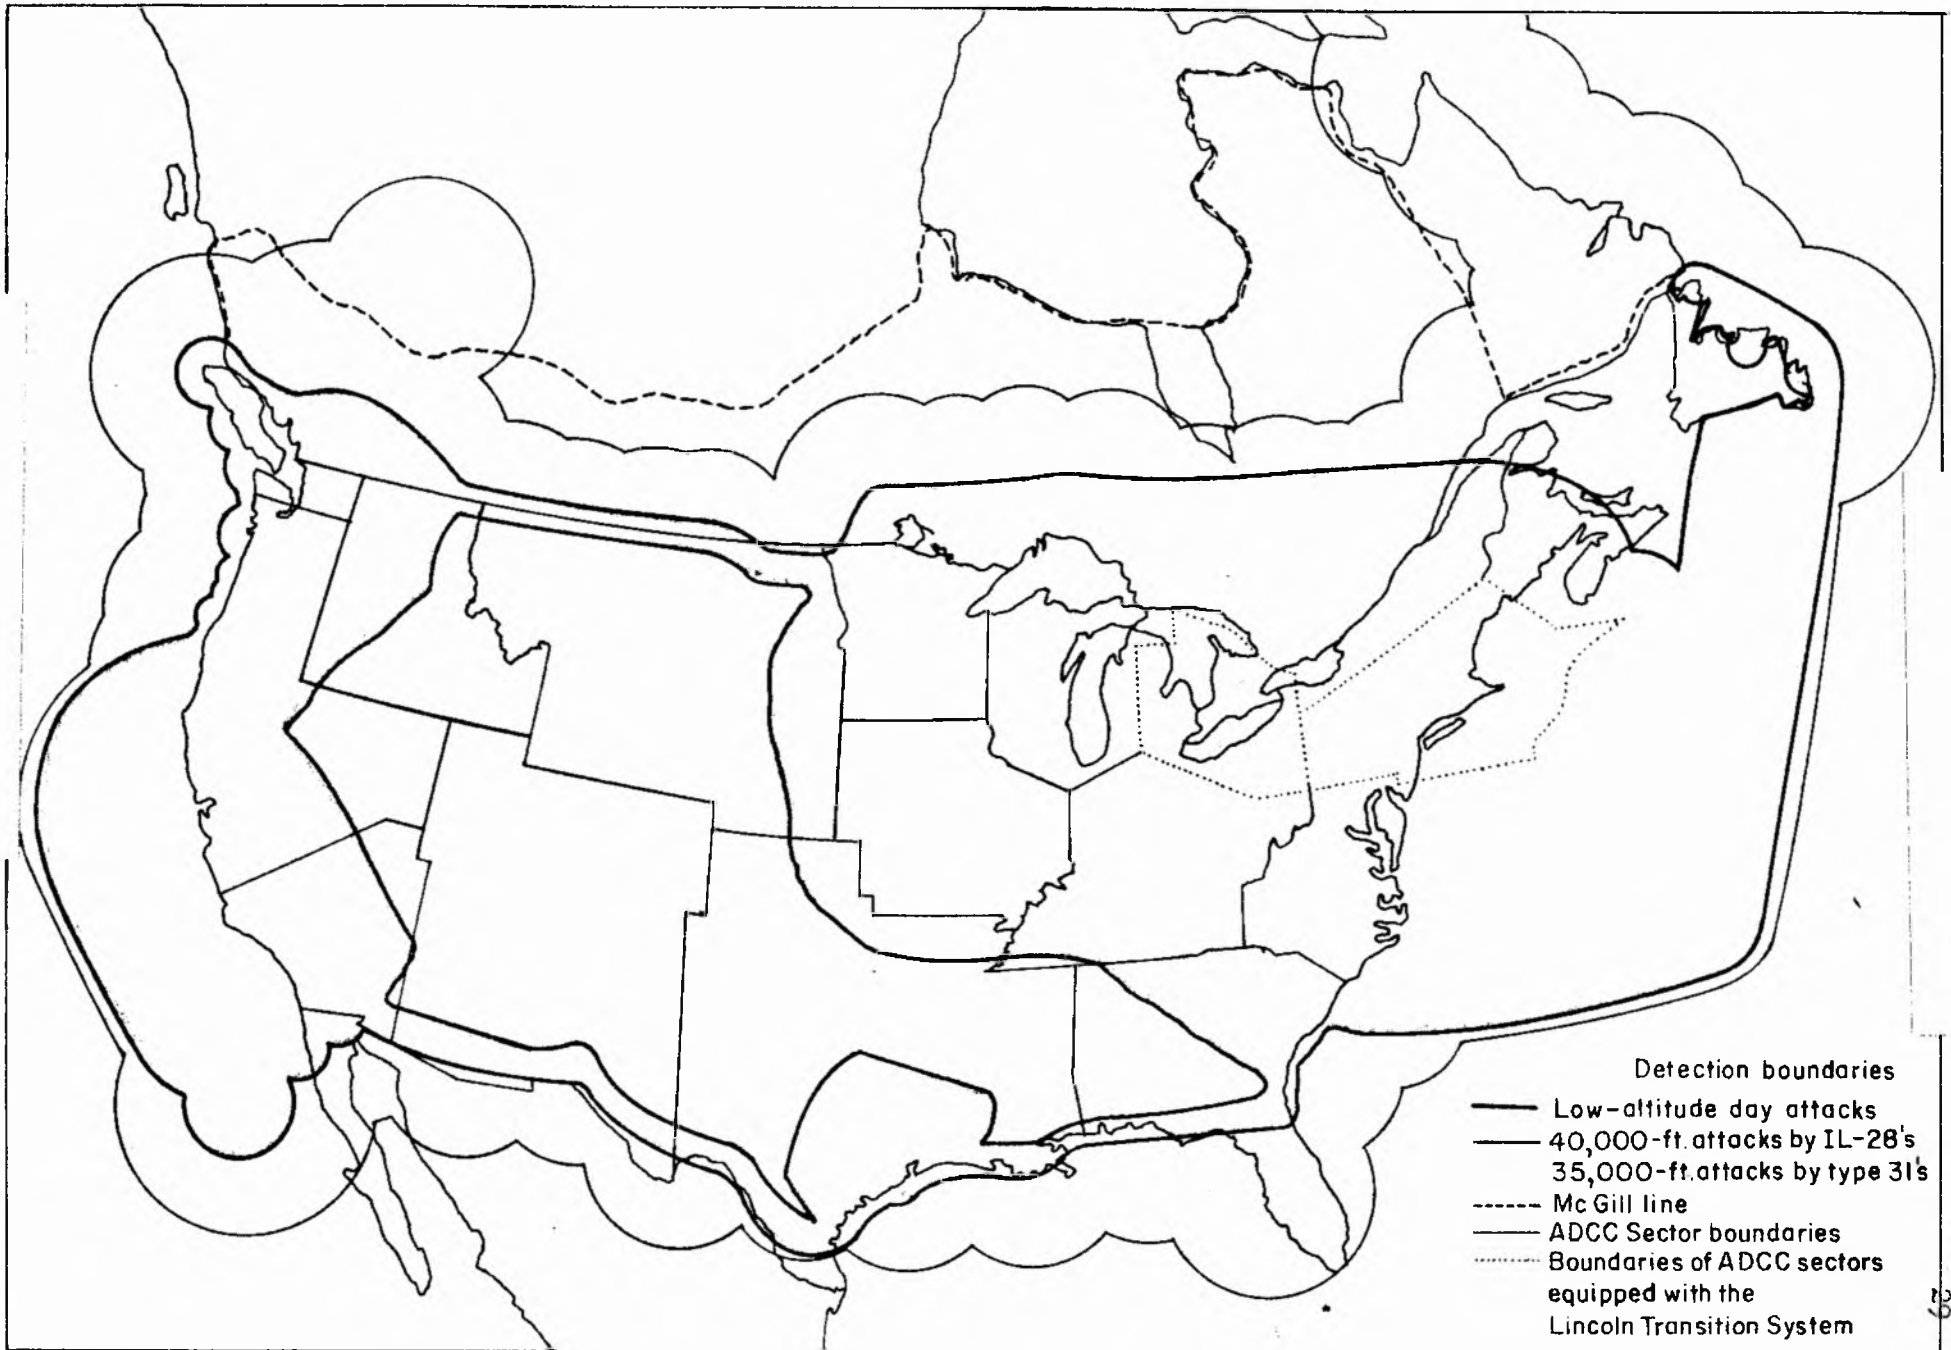 Detection boundaries
Low-altitude day attacks
40,000-ft. attacks by IL-28's
35,000-ft. attacks by type 31's
Mc Gill line
ADCC Sector boundaries
Boundaries of ADCC sectors
equipped with the
Lincoln Transition System